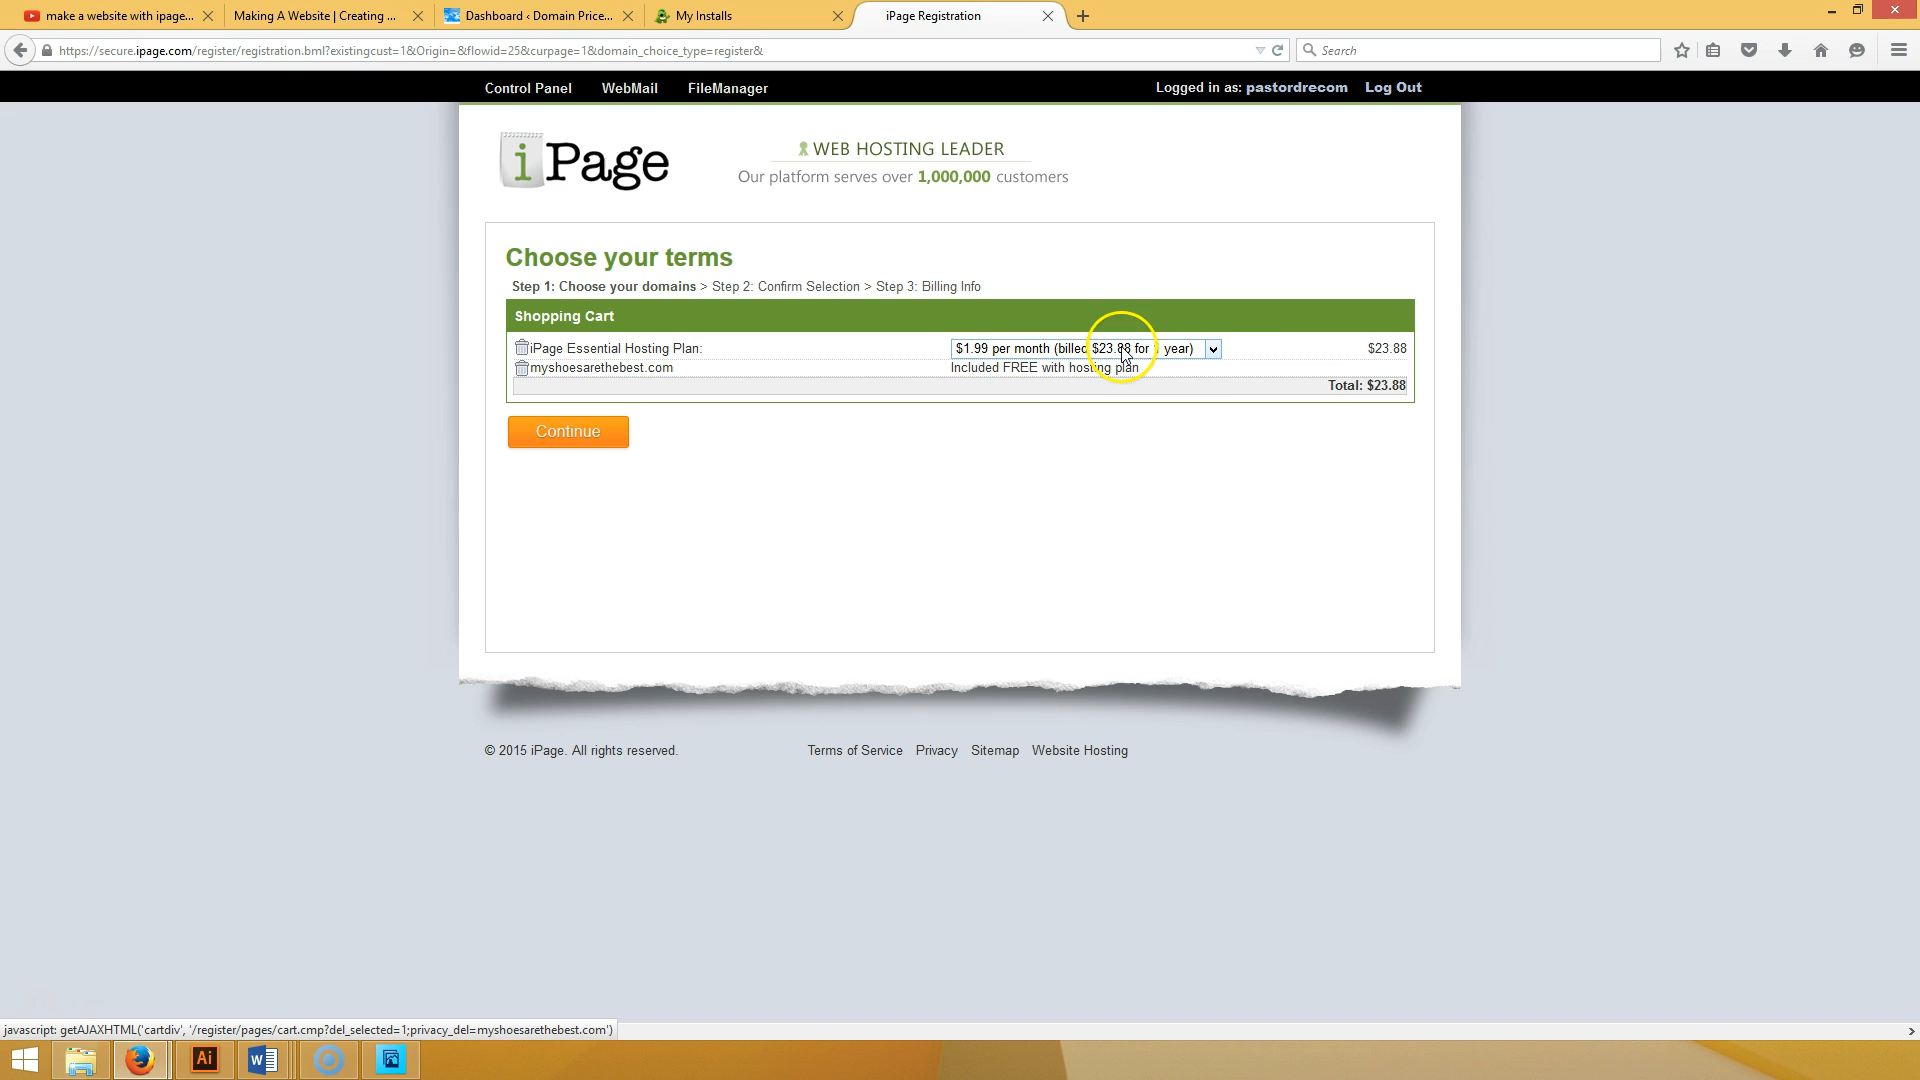 make a website with ipage...
Making A Website | Creating ...
Dashboard ‹ Domain Price...
My Installs
iPage Registration
https://secure.ipage.com/register/registration.bml?existingcust=1&Origin=&flowid=25&curpage=1&domain_choice_type=register&
Search
Control Panel
WebMail
FileManager
Logged in as: pastordrecom
Log Out
iPage
WEB HOSTING LEADER
Our platform serves over 1,000,000 customers
Choose your terms
Step 1: Choose your domains > Step 2: Confirm Selection > Step 3: Billing Info
Shopping Cart
iPage Essential Hosting Plan:
$1.99 per month (billed $23.88 for 1 year)
$23.88
myshoesarethebest.com
Included FREE with hosting plan
Total: $23.88
Continue
© 2015 iPage. All rights reserved.
Terms of Service
Privacy
Sitemap
Website Hosting
javascript: getAJAXHTML('cartdiv', '/register/pages/cart.cmp?del_selected=1;privacy_del=myshoesarethebest.com')
Ai
W